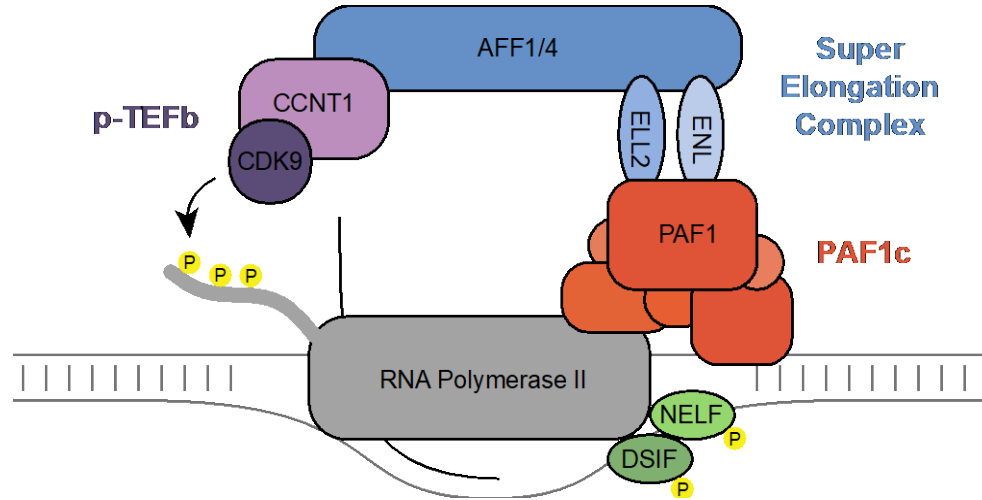 AFF1/4
Super
Elongation
Complex
CCNT1
p-TEFb
CDK9
ELL2
ENL
PAF1
PAF1c
P
P
P
RNA Polymerase II
NELF
P
DSIF
P